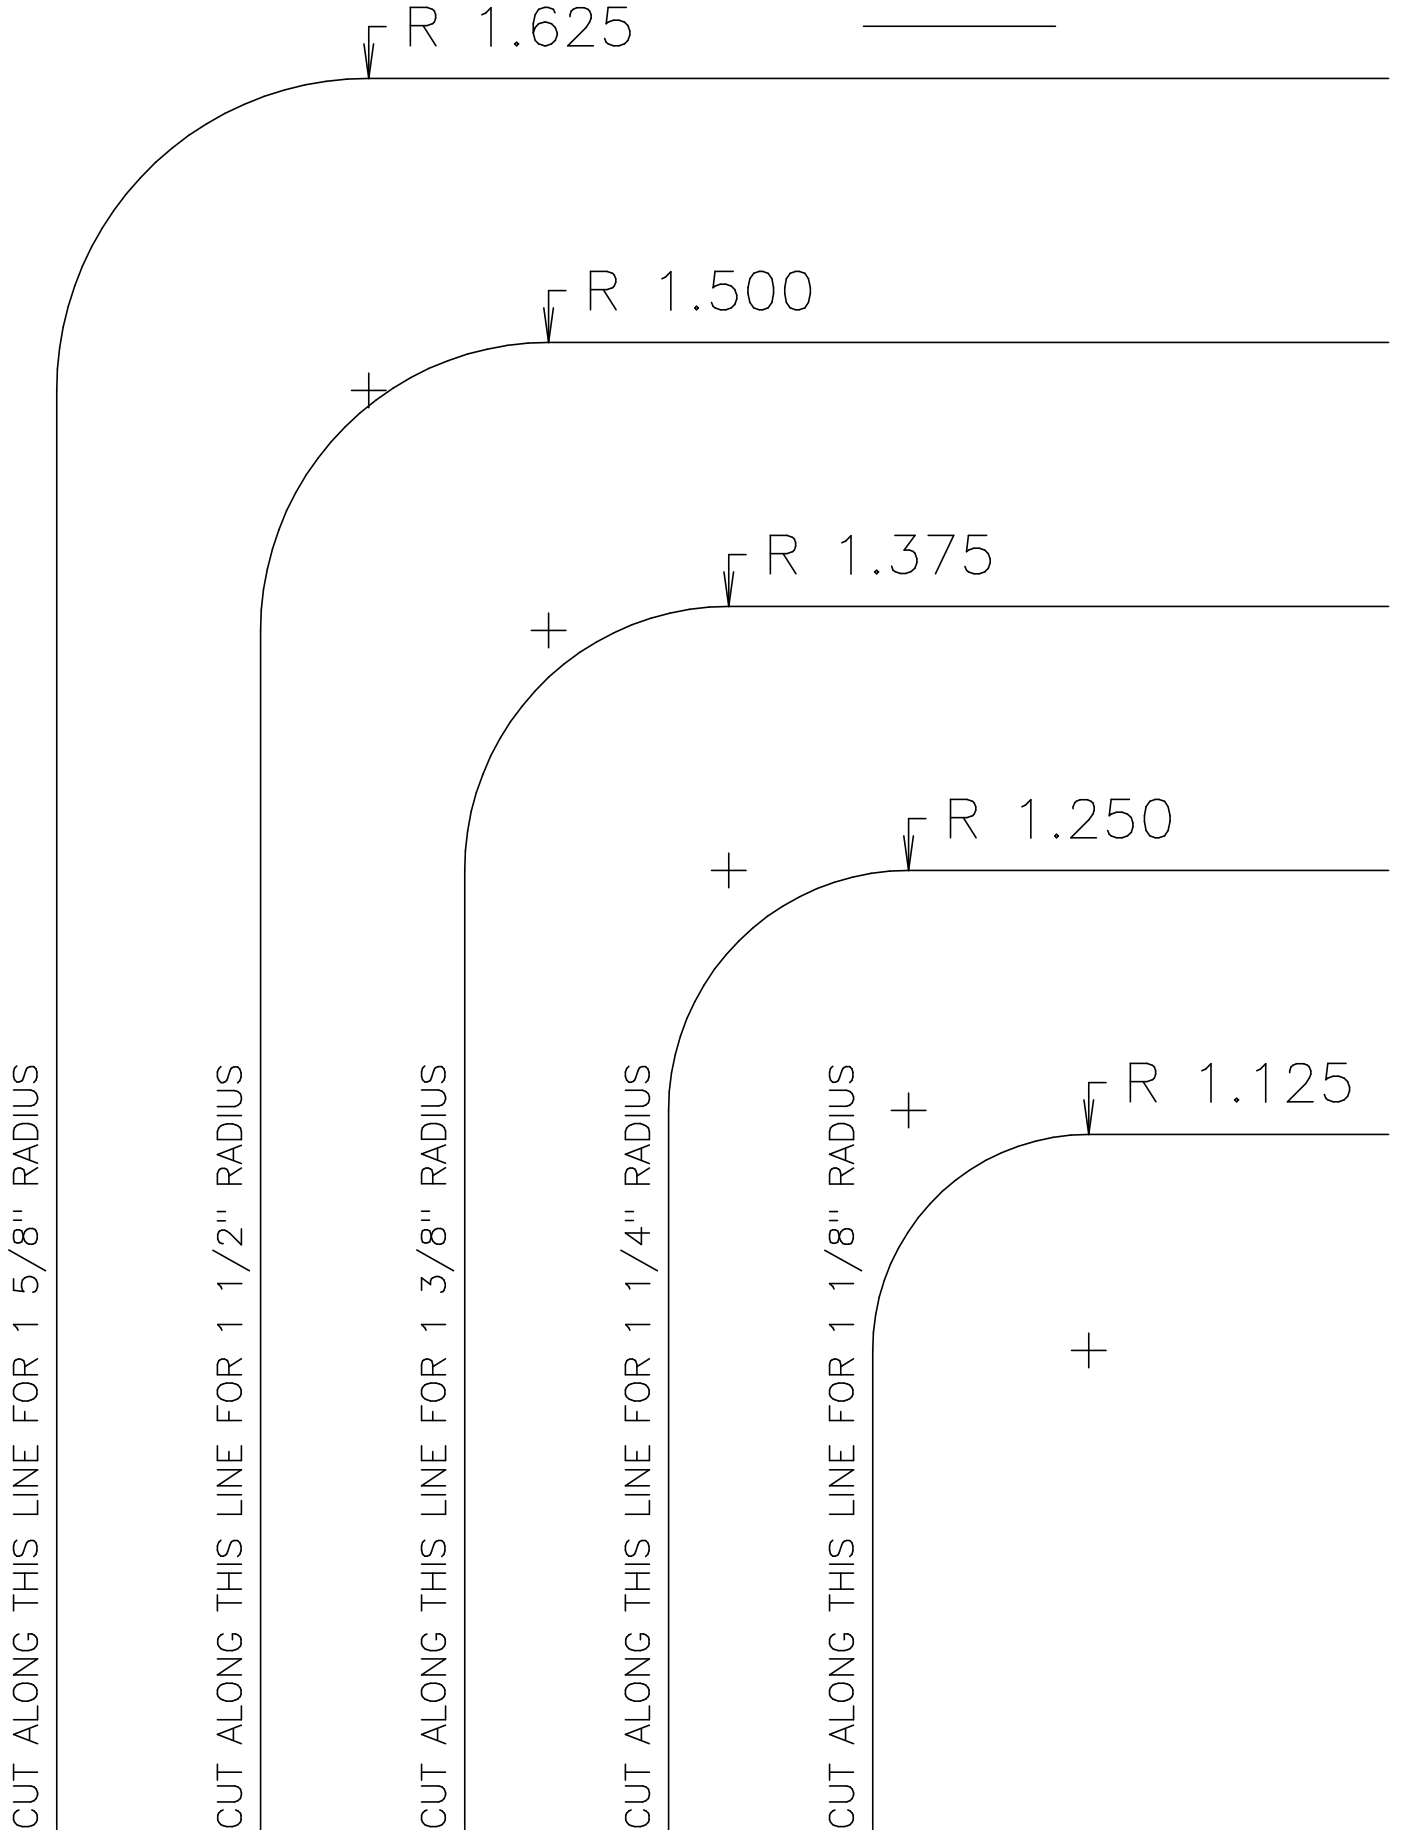 R 1.625
R 1.500
R 1.375
R 1.250
R 1.125
CUT ALONG THIS LINE FOR 1 5/8" RADIUS
CUT ALONG THIS LINE FOR 1 1/2" RADIUS
CUT ALONG THIS LINE FOR 1 3/8" RADIUS
CUT ALONG THIS LINE FOR 1 1/4" RADIUS
CUT ALONG THIS LINE FOR 1 1/8" RADIUS